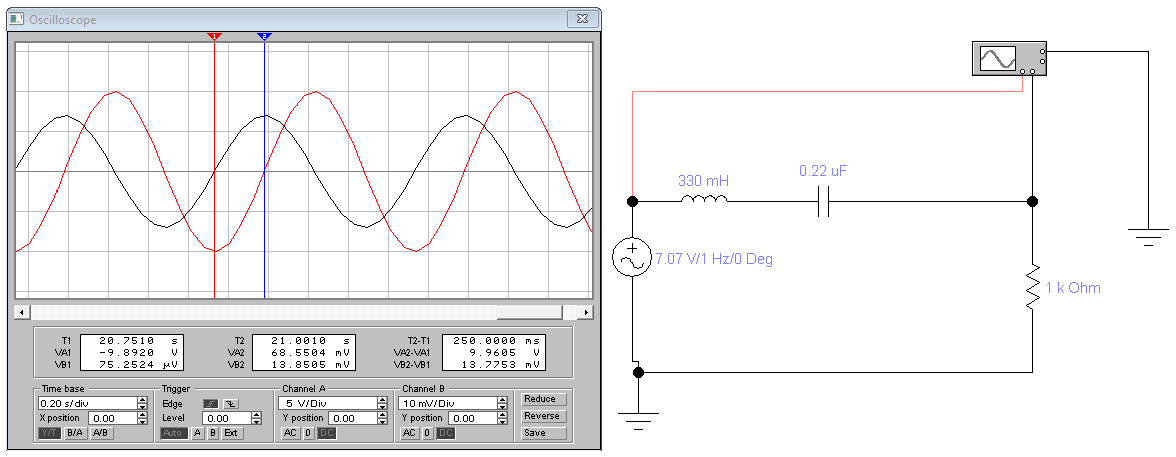 Oscilloscope
1 2
330 mH
0.22 uF
7.07 V/1 Hz/0 Deg
1 k Ohm
T1 20.7510 s T2 21.0010 s T2-T1 250.0000 ms
VA1 -9.8920 V VA2 68.5504 mV VA2-VA1 9.9605 V
VB1 75.2524 µV VB2 13.8505 mV VB2-VB1 13.7753 mV
Time base Trigger Channel A Channel B Reduce
0.20 s/div Edge 5 V/Div 10 mV/Div
X position 0.00 Level 0.00 Y position 0.00 Y position 0.00 Reverse
Y/T B/A A/B Auto A B Ext AC 0 DC AC 0 DC Save